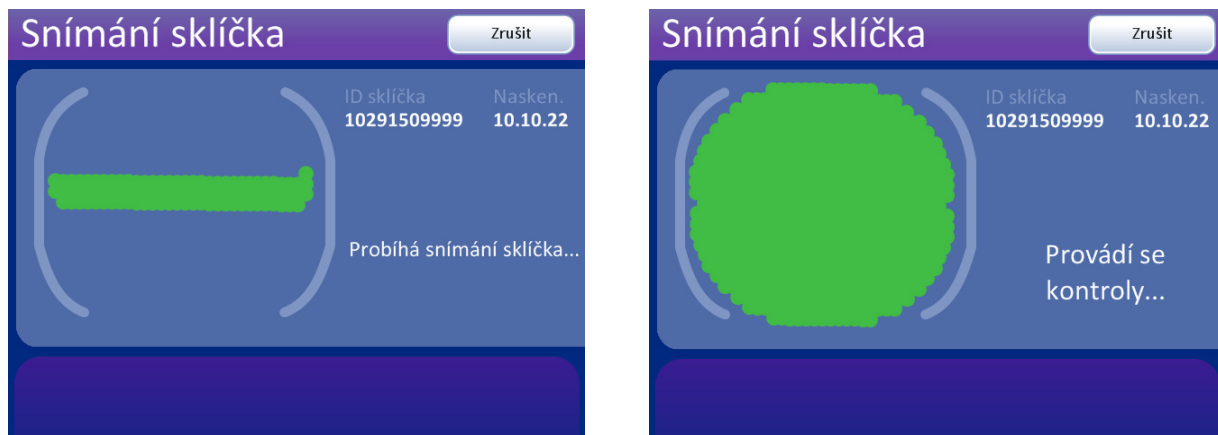 Snímání sklíčka
Zrušit
ID sklíčka Nasken.
10291509999 10.10.22
Probíhá snímání sklíčka...
Snímání sklíčka
Zrušit
ID sklíčka Nasken.
10291509999 10.10.22
Provádí se
kontroly...